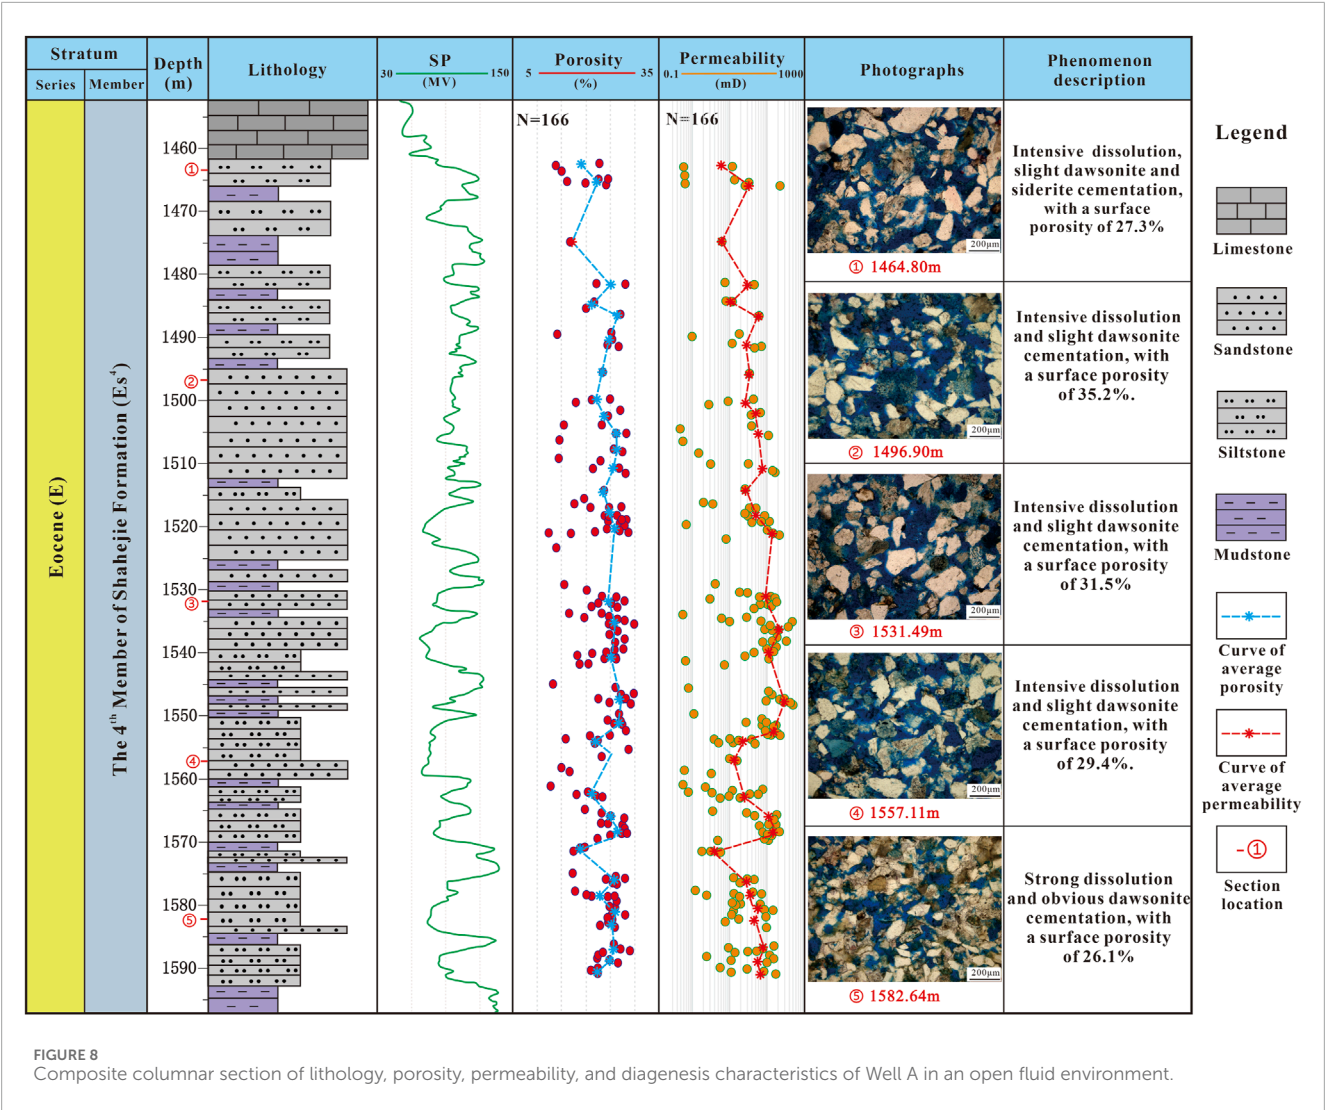 Stratum
Series
Member
Depth
(m)
Lithology
SP
30 150
(MV)
Porosity
5 35
(%)
Permeability
0.1 1000
(mD)
Photographs
Phenomenon
description
Eocene (E)
The 4th Member of Shahejie Formation (Es4)
1460
1470
1480
1490
1500
1510
1520
1530
1540
1550
1560
1570
1580
1590
①
②
③
④
⑤
N=166
N=166
200μm
① 1464.80m
200μm
② 1496.90m
200μm
③ 1531.49m
200μm
④ 1557.11m
200μm
⑤ 1582.64m
Intensive dissolution,
slight dawsonite and
siderite cementation,
with a surface
porosity of 27.3%
Intensive dissolution
and slight dawsonite
cementation, with
a surface porosity
of 35.2%.
Intensive dissolution
and slight dawsonite
cementation, with
a surface porosity
of 31.5%
Intensive dissolution
and slight dawsonite
cementation, with
a surface porosity
of 29.4%.
Strong dissolution
and obvious dawsonite
cementation, with
a surface porosity
of 26.1%
Legend
Limestone
Sandstone
Siltstone
Mudstone
Curve of
average
porosity
Curve of
average
permeability
-①
Section
location
FIGURE 8
Composite columnar section of lithology, porosity, permeability, and diagenesis characteristics of Well A in an open fluid environment.